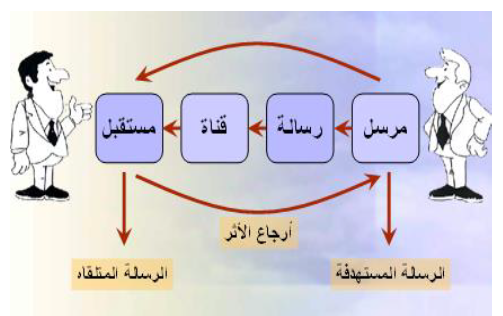 مرسل
رسالة
قناة
مستقبل
أرجاع الأثر
الرسالة المستهدفة
الرسالة المتلقاه